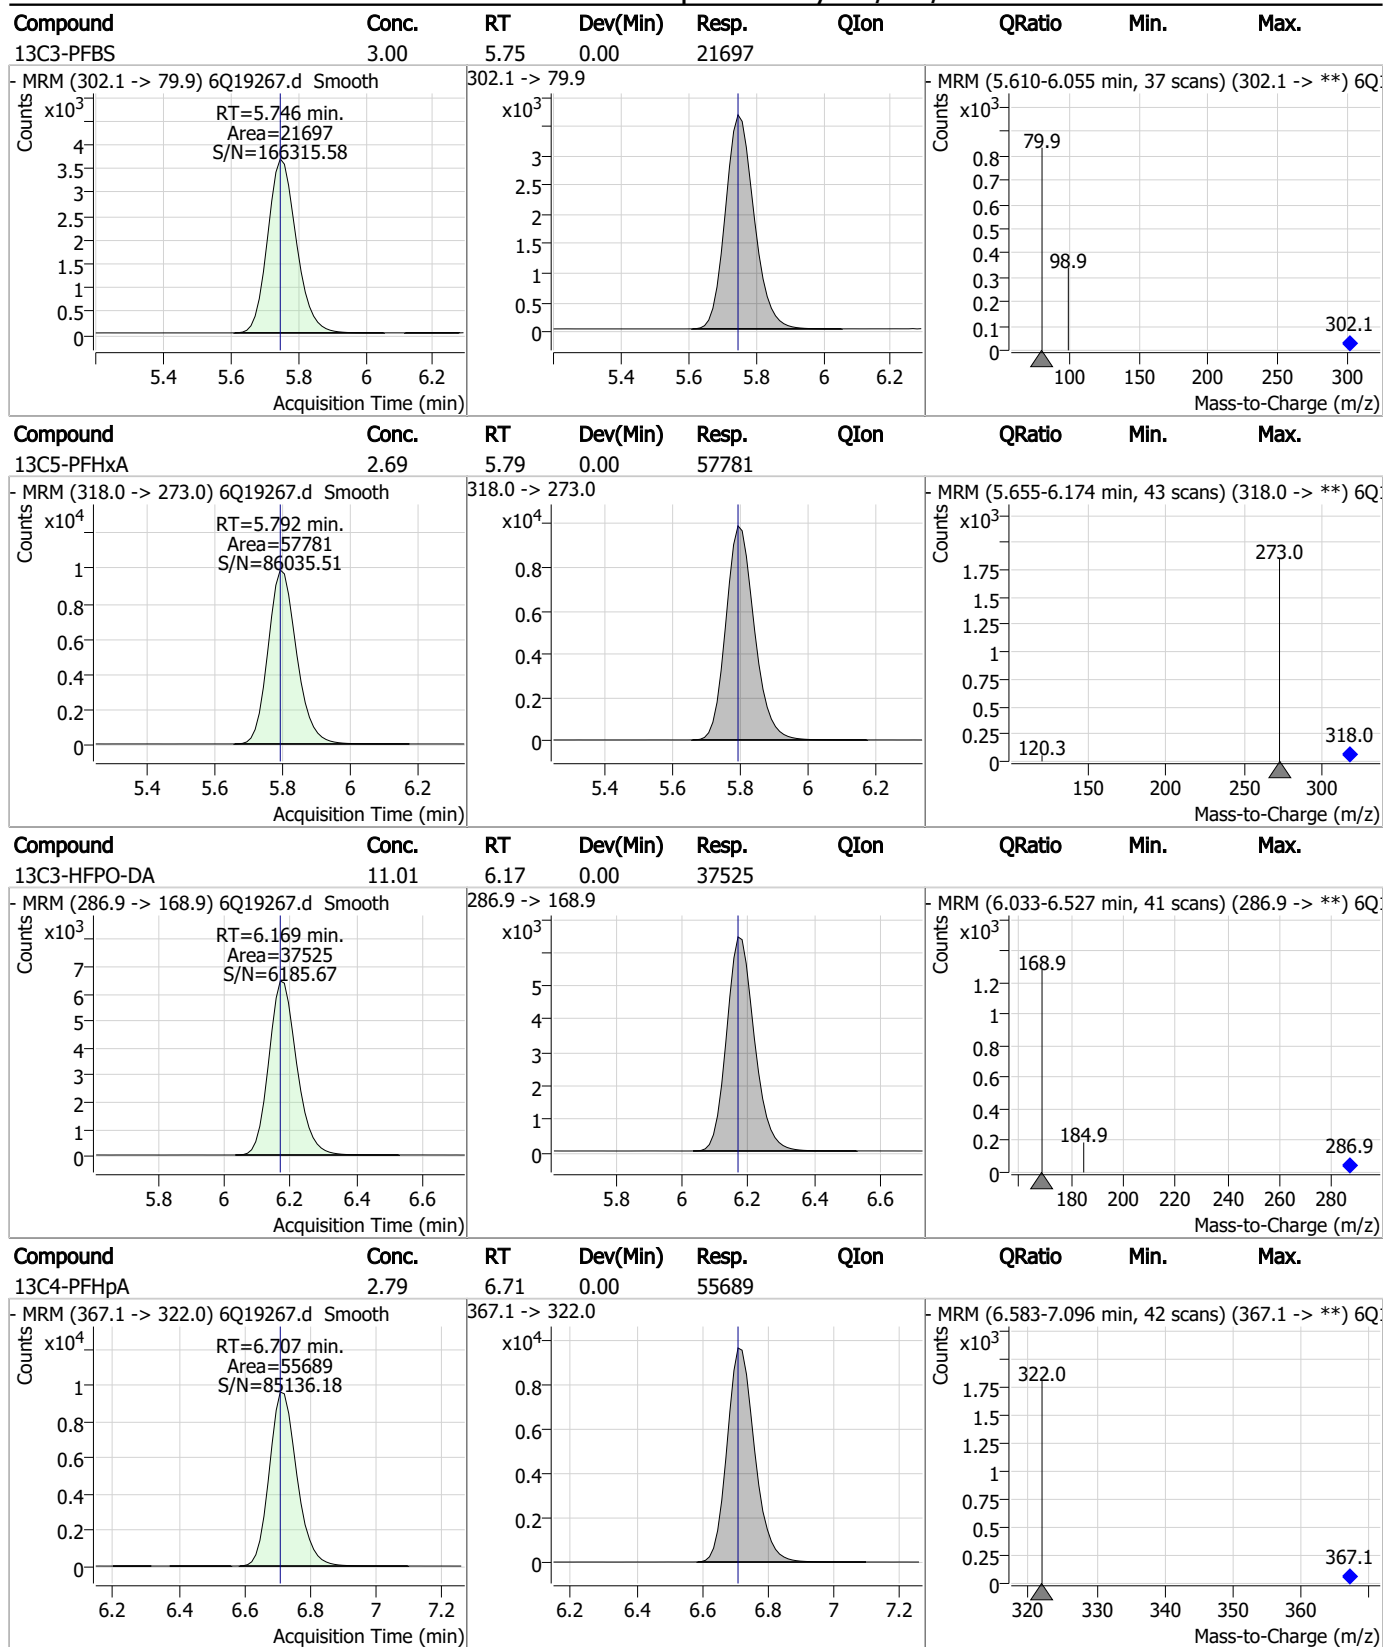 Compound Conc. RT Dev(Min) Resp. QIon QRatio Min. Max.
13C3-PFBS 3.00 5.75 0.00 21697
- MRM (302.1 -> 79.9) 6Q19267.d Smooth
Counts
x10³
RT=5.746 min.
Area=21697
S/N=166315.58
4
3.5
3
2.5
2
1.5
1
0.5
0
5.4 5.6 5.8 6 6.2
Acquisition Time (min)
302.1 -> 79.9
x10³
3
2.5
2
1.5
1
0.5
0
5.4 5.6 5.8 6 6.2
- MRM (5.610-6.055 min, 37 scans) (302.1 -> **)
Counts
x10³
79.9
0.8
0.7
0.6
0.5
0.4
98.9
0.3
0.2
0.1
302.1
0
100 150 200 250 300
Mass-to-Charge (m/z)
Compound Conc. RT Dev(Min) Resp. QIon QRatio Min. Max.
13C5-PFHxA 2.69 5.79 0.00 57781
- MRM (318.0 -> 273.0) 6Q19267.d Smooth
Counts
x10⁴
RT=5.792 min.
Area=57781
S/N=86035.51
1
0.8
0.6
0.4
0.2
0
5.4 5.6 5.8 6 6.2
Acquisition Time (min)
318.0 -> 273.0
x10⁴
0.8
0.6
0.4
0.2
0
5.4 5.6 5.8 6 6.2
- MRM (5.655-6.174 min, 43 scans) (318.0 -> **)
Counts
x10³
273.0
1.75
1.5
1.25
1
0.75
0.5
0.25
120.3
318.0
0
150 200 250 300
Mass-to-Charge (m/z)
Compound Conc. RT Dev(Min) Resp. QIon QRatio Min. Max.
13C3-HFPO-DA 11.01 6.17 0.00 37525
- MRM (286.9 -> 168.9) 6Q19267.d Smooth
Counts
x10³
RT=6.169 min.
Area=37525
S/N=6185.67
7
6
5
4
3
2
1
0
5.8 6 6.2 6.4 6.6
Acquisition Time (min)
286.9 -> 168.9
x10³
5
4
3
2
1
0
5.8 6 6.2 6.4 6.6
- MRM (6.033-6.527 min, 41 scans) (286.9 -> **)
Counts
x10³
168.9
1.2
1
0.8
0.6
0.4
0.2
184.9
286.9
0
180 200 220 240 260 280
Mass-to-Charge (m/z)
Compound Conc. RT Dev(Min) Resp. QIon QRatio Min. Max.
13C4-PFHpA 2.79 6.71 0.00 55689
- MRM (367.1 -> 322.0) 6Q19267.d Smooth
Counts
x10⁴
RT=6.707 min.
Area=55689
S/N=85136.18
1
0.8
0.6
0.4
0.2
0
6.2 6.4 6.6 6.8 7 7.2
Acquisition Time (min)
367.1 -> 322.0
x10⁴
0.8
0.6
0.4
0.2
0
6.2 6.4 6.6 6.8 7 7.2
- MRM (6.583-7.096 min, 42 scans) (367.1 -> **)
Counts
x10³
322.0
1.75
1.5
1.25
1
0.75
0.5
0.25
367.1
0
320 330 340 350 360
Mass-to-Charge (m/z)